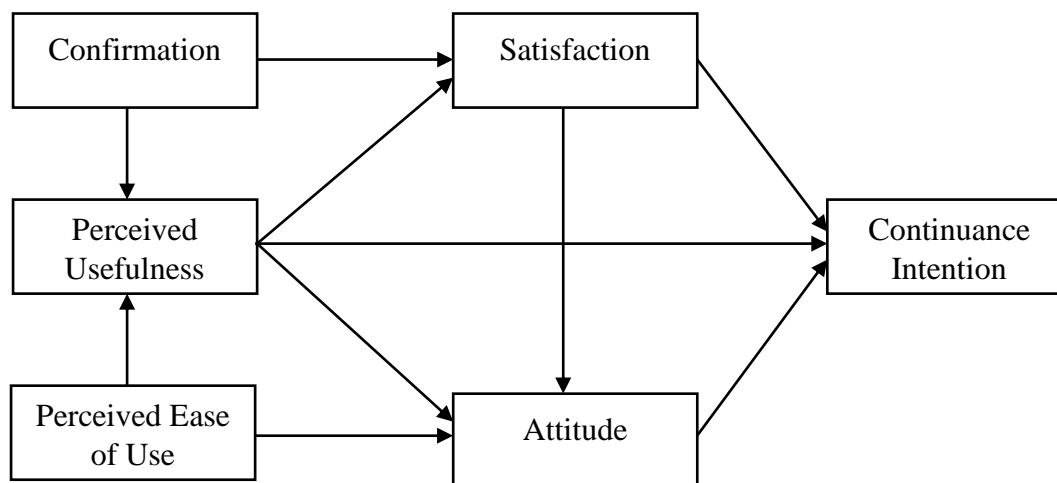 Confirmation
Satisfaction
Perceived
Usefulness
Continuance
Intention
Perceived Ease
of Use
Attitude